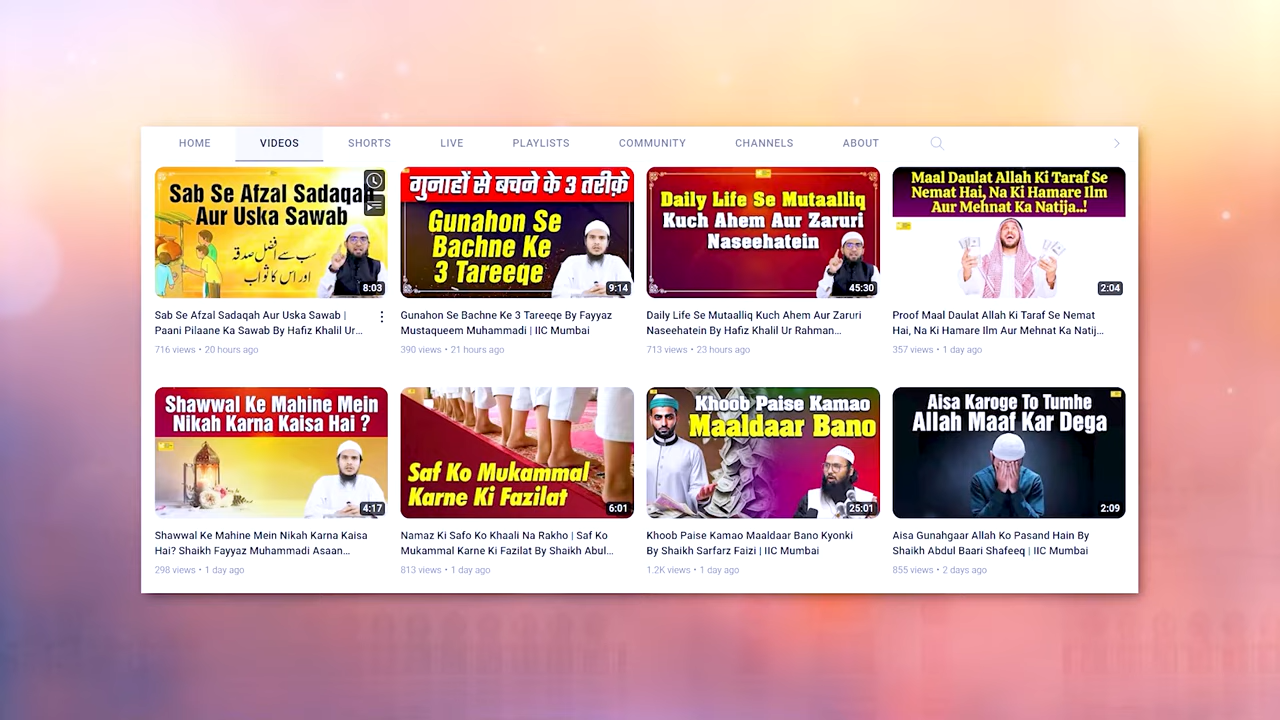 HOME VIDEOS SHORTS LIVE PLAYLISTS COMMUNITY CHANNELS ABOUT
Sab Se Afzal Sadaqah
Aur Uska Sawab
سب سے افضل صدقہ
اور اس کا ثواب
8:03
Sab Se Afzal Sadaqah Aur Uska Sawab |
Paani Pilaane Ka Sawab By Hafiz Khalil Ur...
716 views • 20 hours ago
गुनाहों से बचने के 3 तरीक़े
Gunahon Se
Bachne Ke
3 Tareeqe
9:14
Gunahon Se Bachne Ke 3 Tareeqe By Fayyaz
Mustaqueem Muhammadi | IIC Mumbai
390 views • 21 hours ago
Daily Life Se Mutaalliq
Kuch Ahem Aur Zaruri
Naseehatein
45:30
Daily Life Se Mutaalliq Kuch Ahem Aur Zaruri
Naseehatein By Hafiz Khalil Ur Rahman...
713 views • 23 hours ago
Maal Daulat Allah Ki Taraf Se
Nemat Hai, Na Ki Hamare Ilm
Aur Mehnat Ka Natija..!
2:04
Proof Maal Daulat Allah Ki Taraf Se Nemat
Hai, Na Ki Hamare Ilm Aur Mehnat Ka Natij...
357 views • 1 day ago
Shawwal Ke Mahine Mein
Nikah Karna Kaisa Hai ?
4:17
Shawwal Ke Mahine Mein Nikah Karna Kaisa
Hai? Shaikh Fayyaz Muhammadi Asaan...
298 views • 1 day ago
Saf Ko Mukammal
Karne Ki Fazilat
6:01
Namaz Ki Safo Ko Khaali Na Rakho | Saf Ko
Mukammal Karne Ki Fazilat By Shaikh Abul...
813 views • 1 day ago
Khoob Paise Kamao
Maaldaar Bano
25:01
Khoob Paise Kamao Maaldaar Bano Kyonki
By Shaikh Sarfarz Faizi | IIC Mumbai
1.2K views • 1 day ago
Aisa Karoge To Tumhe
Allah Maaf Kar Dega
2:09
Aisa Gunahgaar Allah Ko Pasand Hain By
Shaikh Abdul Baari Shafeeq | IIC Mumbai
855 views • 2 days ago